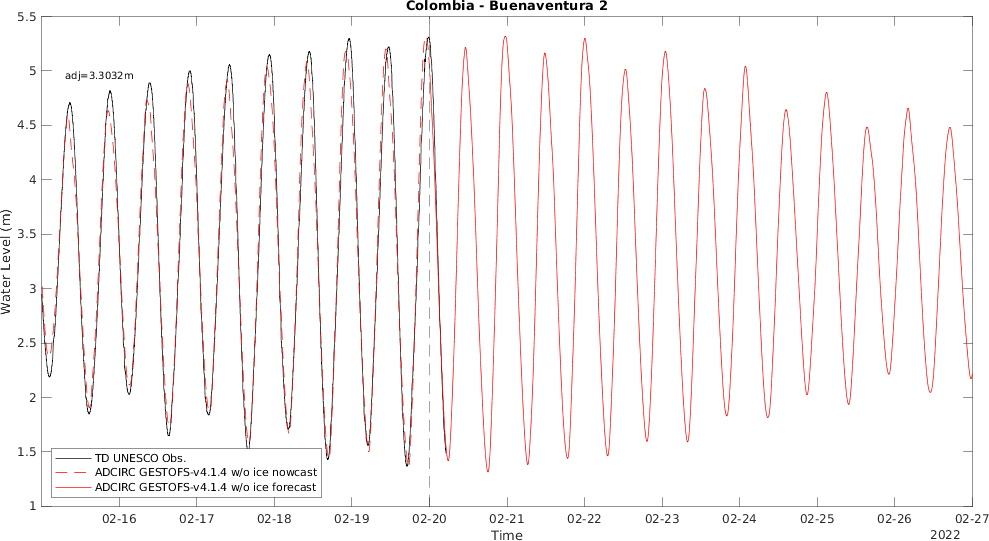 Colombia - Buenaventura 2
5.5
5
4.5
4
3.5
3
2.5
2
1.5
1
Water Level (m)
adj=3.3032m
TD UNESCO Obs.
ADCIRC GESTOFS-v4.1.4 w/o ice nowcast
ADCIRC GESTOFS-v4.1.4 w/o ice forecast
02-16 02-17 02-18 02-19 02-20 02-21 02-22 02-23 02-24 02-25 02-26 02-27
Time
2022